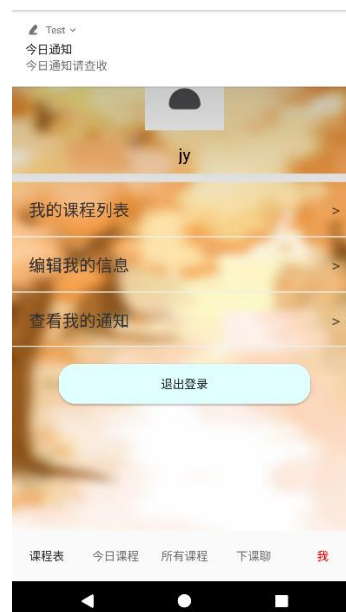 Test
今日通知
今日通知请查收
jy
我的课程列表 >
编辑我的信息 >
查看我的通知 >
退出登录
课程表 今日课程 所有课程 下课聊 我